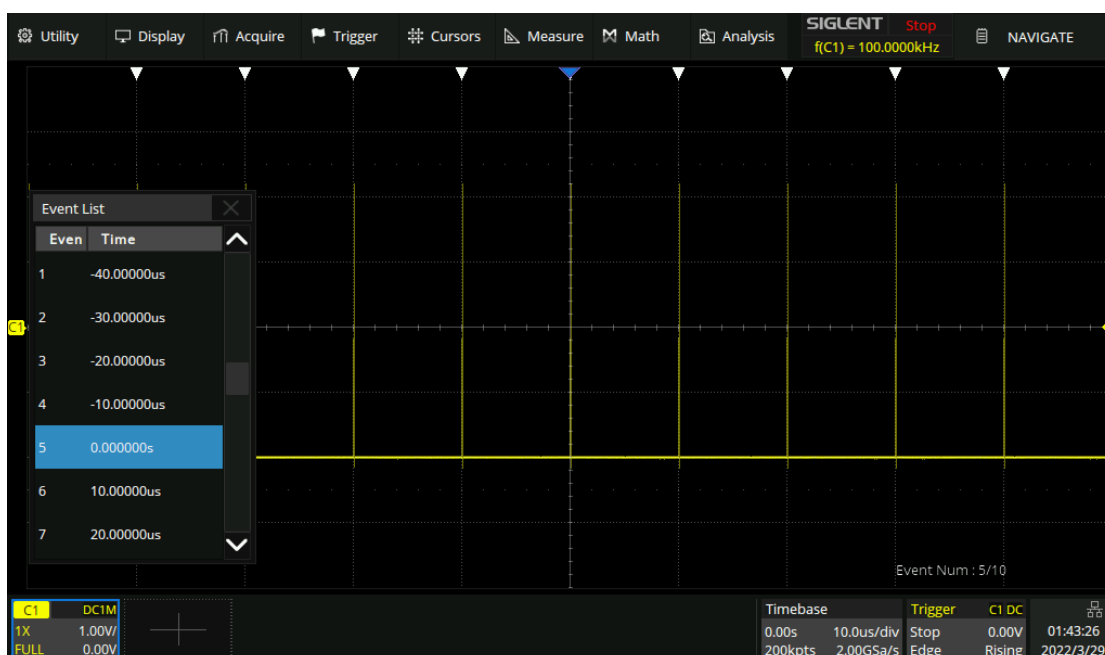 Utility Display Acquire Trigger Cursors Measure Math Analysis SIGLENT Stop NAVIGATE
f(C1) = 100.0000kHz
Event List
Even Time
1 -40.00000us
2 -30.00000us
C1
3 -20.00000us
4 -10.00000us
5 0.000000s
6 10.00000us
7 20.00000us
Event Num : 5/10
C1 DC1M
1X 1.00V/
FULL 0.00V
Timebase
0.00s 10.0us/div
200kpts 2.00GSa/s
Trigger C1 DC
Stop 0.00V
Edge Rising
01:43:26
2022/3/29